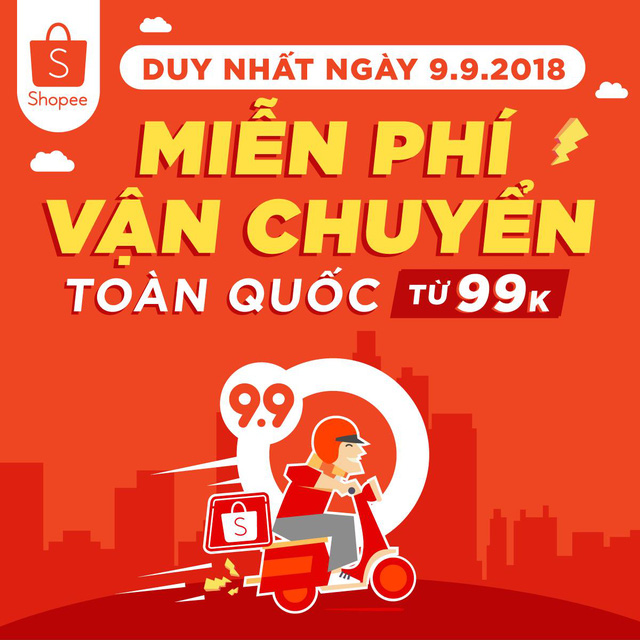 S
Shopee
DUY NHẤT NGÀY 9.9.2018
MIỄN PHÍ
VẬN CHUYỂN
TOÀN QUỐC TỪ 99K
9.9
S